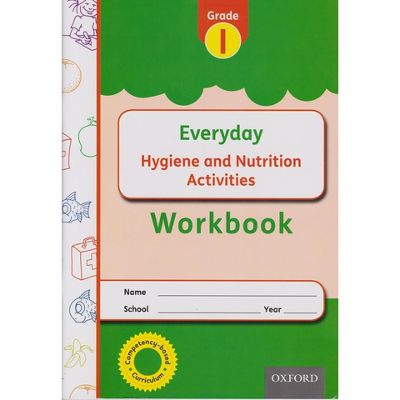 Grade
1
Everyday
Hygiene and Nutrition
Activities
Workbook
Name
School Year
Competency-based
Curriculum
OXFORD